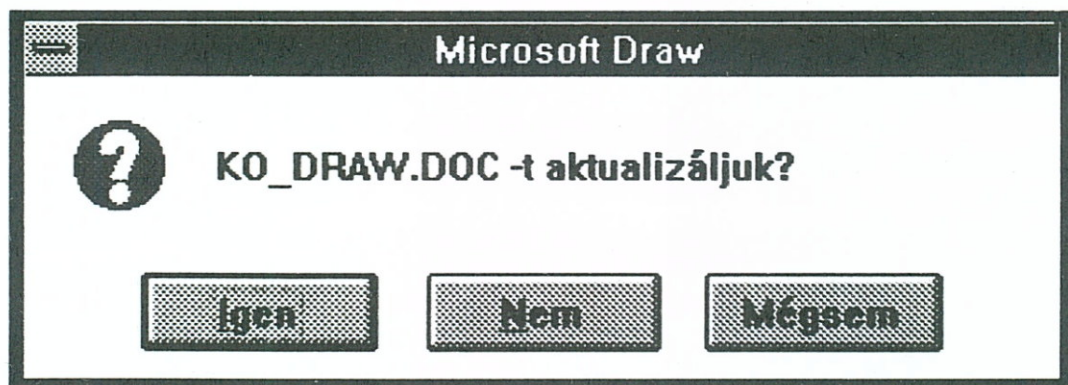 Microsoft Draw
KO_DRAW.DOC -t aktualizáljuk?
Igen
Nem
Mégsem